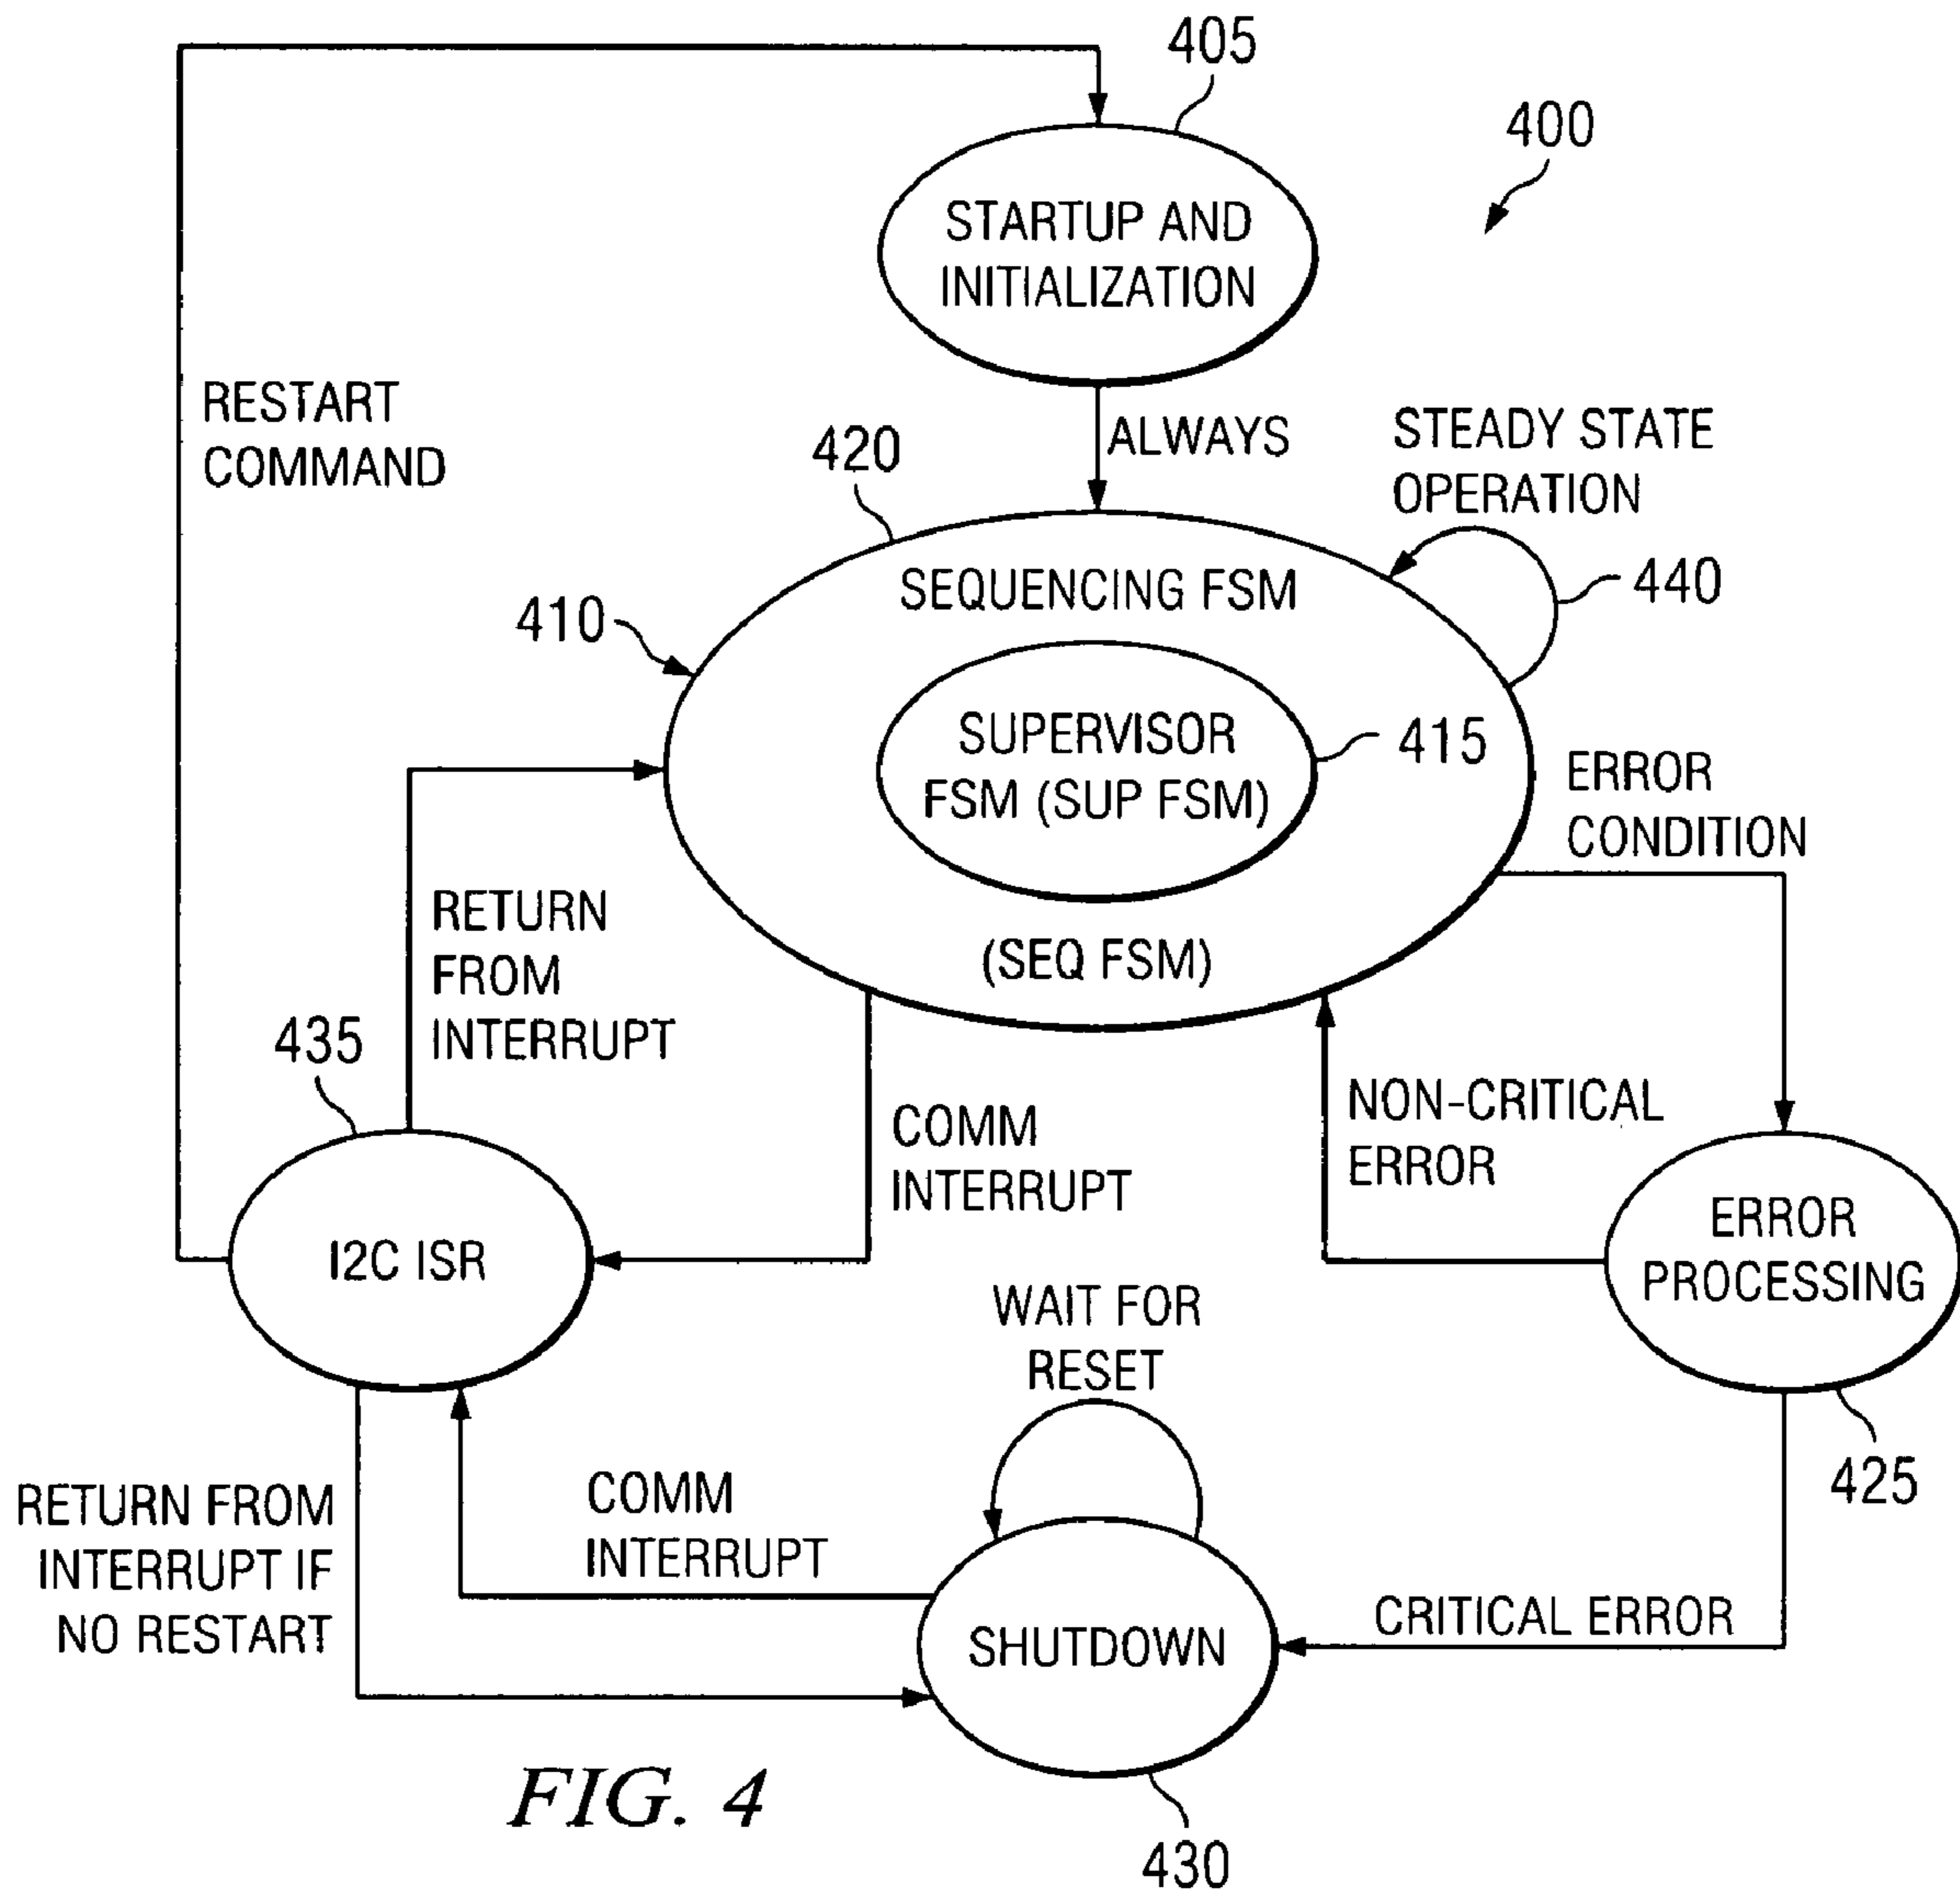 405
400
STARTUP AND
INITIALIZATION
RESTART
COMMAND
ALWAYS
STEADY STATE
OPERATION
420
SEQUENCING FSM
440
410
SUPERVISOR
FSM (SUP FSM)
415
ERROR
CONDITION
RETURN
FROM
INTERRUPT
(SEQ FSM)
435
COMM
INTERRUPT
NON-CRITICAL
ERROR
I2C ISR
ERROR
PROCESSING
WAIT FOR
RESET
425
RETURN FROM
INTERRUPT IF
NO RESTART
COMM
INTERRUPT
CRITICAL ERROR
SHUTDOWN
FIG. 4
430